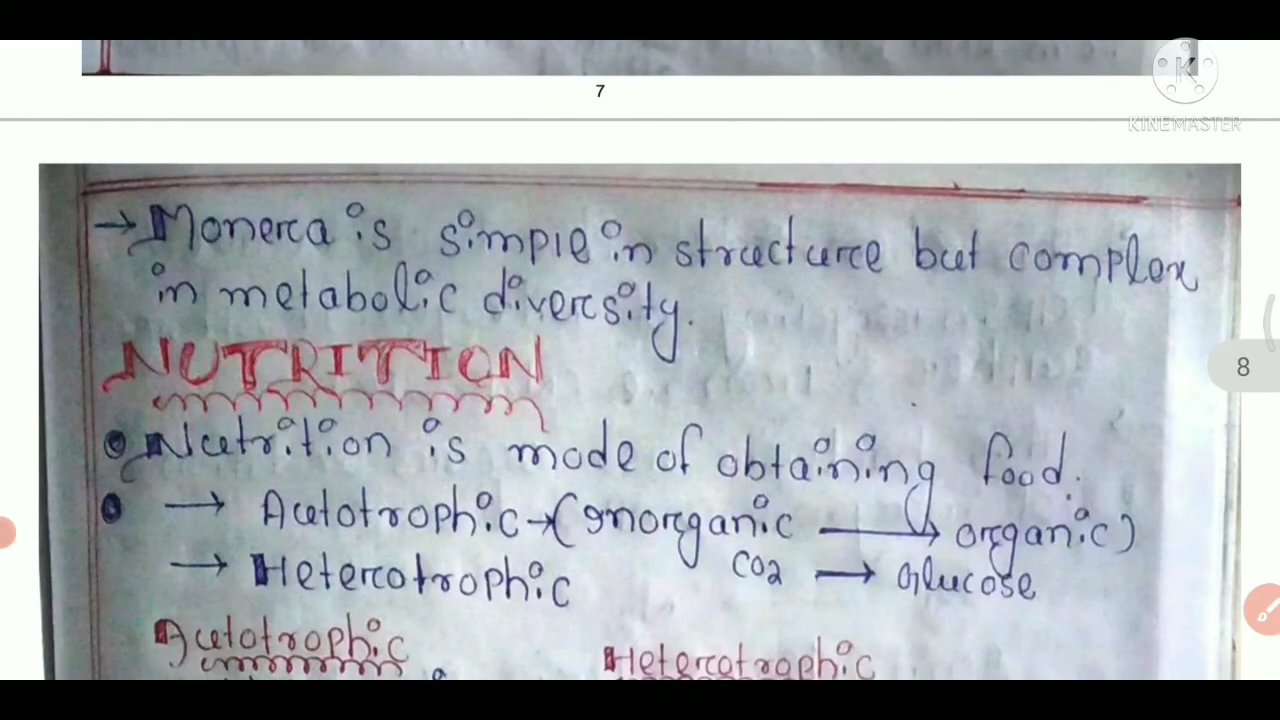 7
KINEMASTER
→ Monera is simple in structure but complex
in metabolic diversity.
NUTRITION
Nutrition is mode of obtaining food.
→ Autotrophic → (Inorganic → organic)
CO2 → Glucose
→ Heterotrophic
8
Autotrophic
Heterotrophic